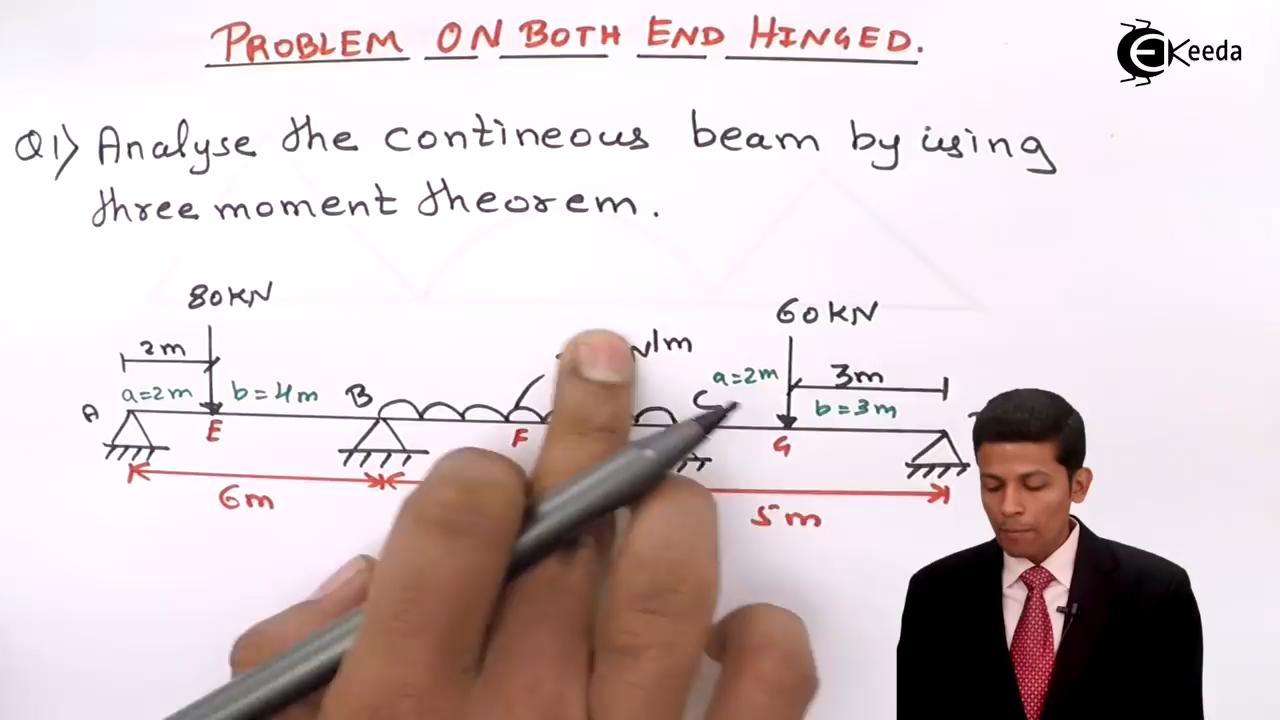 PROBLEM ON BOTH END HINGED.
EKeeda
Q1) Analyse the contineous beam by using
three moment theorem.
80KN
60KN
2m
N/m
a=2m
3m
a=2m
b=4m
B
C
b=3m
A
E
F
G
6m
5m